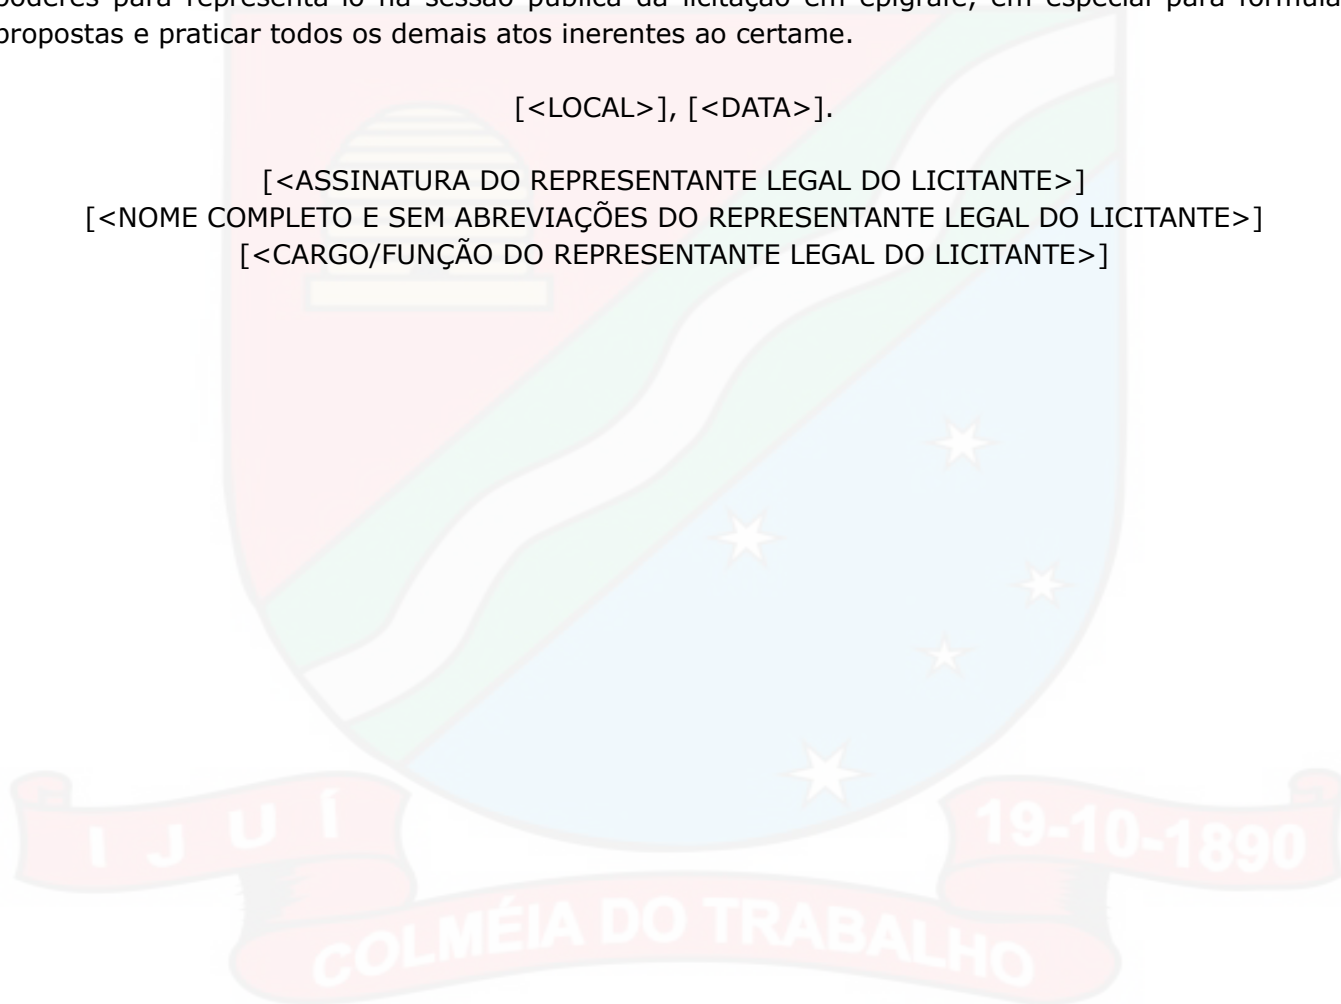 poderes para representá-lo na sessão pública da licitação em epígrafe, em especial para formula
propostas e praticar todos os demais atos inerentes ao certame.
[<LOCAL>], [<DATA>].
[<ASSINATURA DO REPRESENTANTE LEGAL DO LICITANTE>]
[<NOME COMPLETO E SEM ABREVIAÇÕES DO REPRESENTANTE LEGAL DO LICITANTE>]
[<CARGO/FUNÇÃO DO REPRESENTANTE LEGAL DO LICITANTE>]
IJUÍ
19-10-1890
COLMÉIA DO TRABALHO